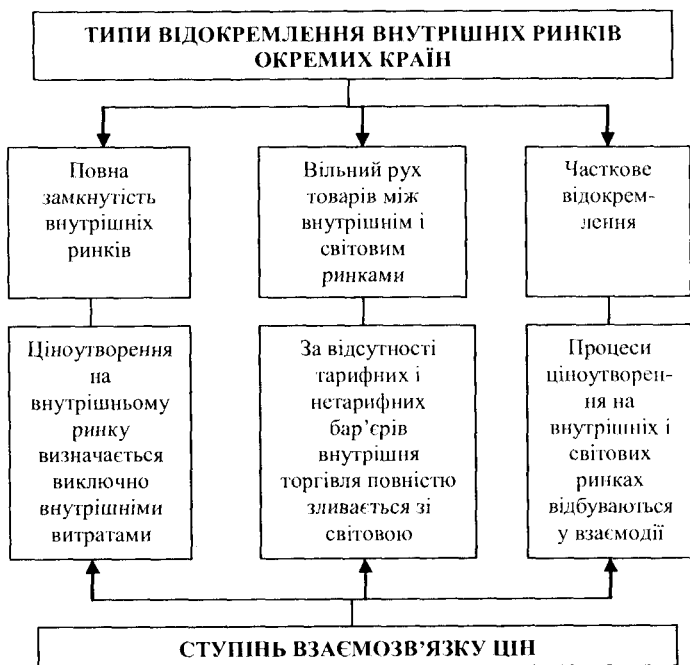 ТИПИ ВІДОКРЕМЛЕННЯ ВНУТРІШНІХ РИНКІВ
ОКРЕМИХ КРАЇН
Повна
замкнутість
внутрішніх
ринків
Вільний рух
товарів між
внутрішнім і
світовим
ринками
Часткове
відокрем-
лення
Ціноутворення
на
внутрішньому
ринку
визначається
виключно
внутрішніми
витратами
За відсутності
тарифних і
нетарифних
бар’єрів
внутрішня
торгівля повністю
зливається зі
світовою
Процеси
ціноутворен-
ня на
внутрішніх і
світових
ринках
відбуваються
у взаємодії
СТУПІНЬ ВЗАЄМОЗВ'ЯЗКУ ЦІН